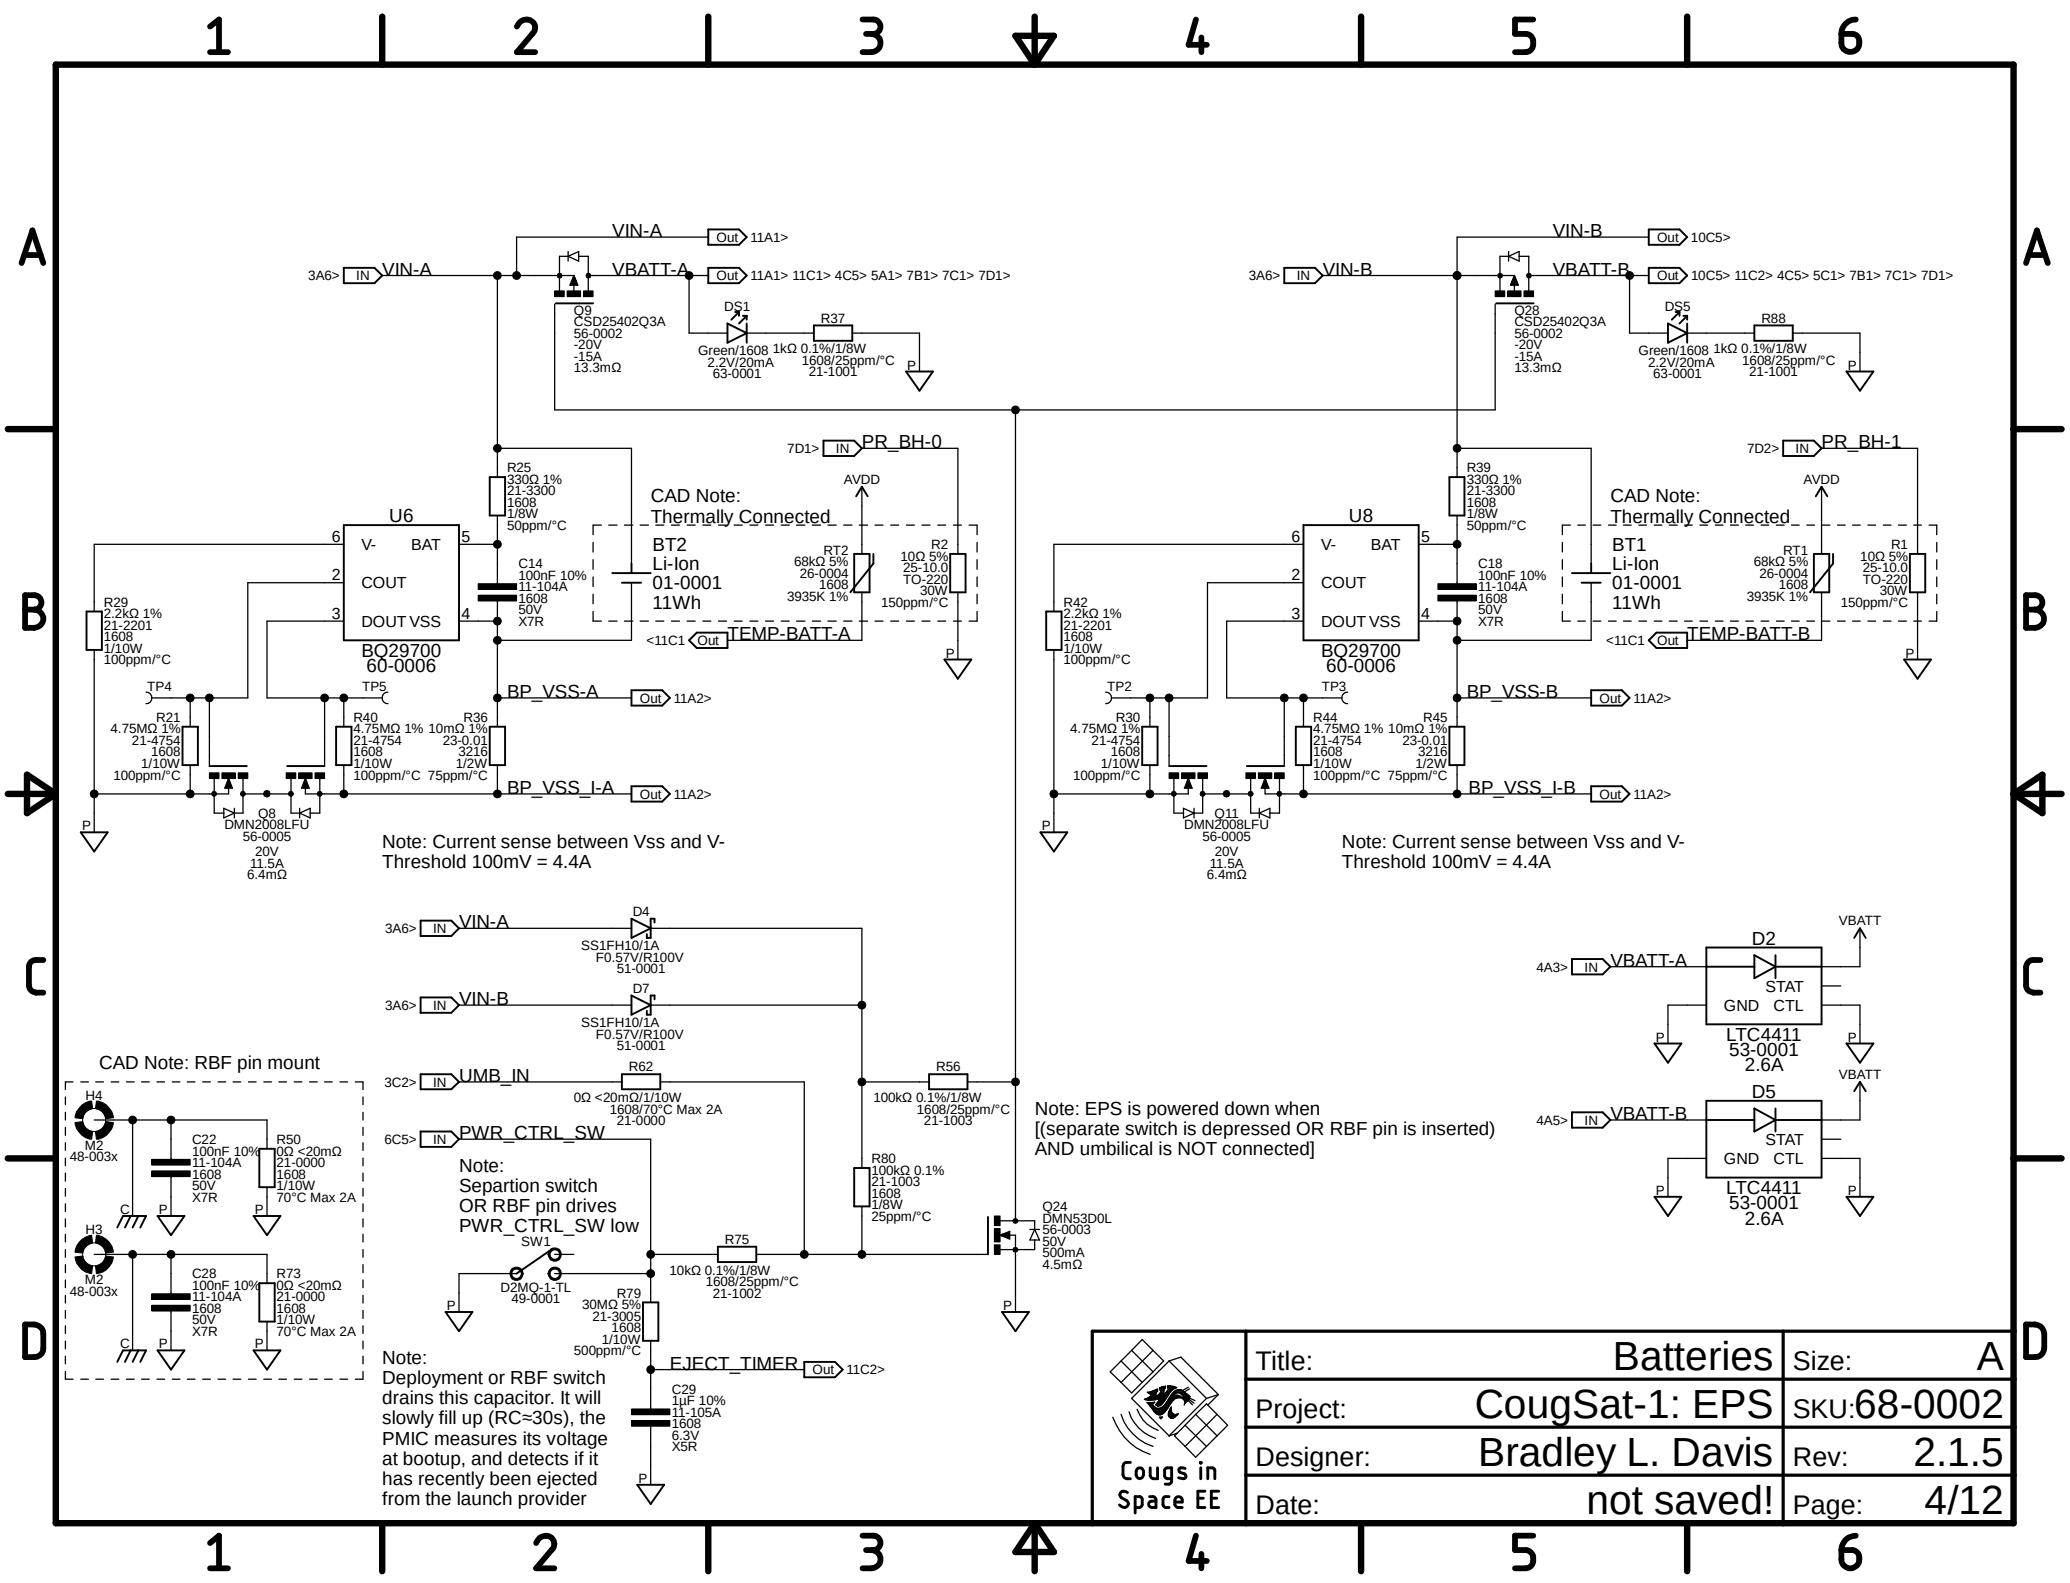 1 2 3 4 5 6
A A
VIN-A
Out 11A1>
3A6> IN VIN-A
VBATT-A
Out 11A1> 11C1> 4C5> 5A1> 7B1> 7C1> 7D1>
Q9
CSD25402Q3A
56-0002
-20V
-15A
13.3mΩ
DS1
Green/1608
2.2V/20mA
63-0001
R37
1kΩ 0.1%/1/8W
1608/25ppm/°C
21-1001
P
VIN-B
Out 10C5>
3A6> IN VIN-B
VBATT-B
Out 10C5> 11C2> 4C5> 5C1> 7B1> 7C1> 7D1>
Q28
CSD25402Q3A
56-0002
-20V
-15A
13.3mΩ
DS5
Green/1608
2.2V/20mA
63-0001
R88
1kΩ 0.1%/1/8W
1608/25ppm/°C
21-1001
P
B B
7D1> IN PR_BH-0
R25
330Ω 1%
21-3300
1608
1/8W
50ppm/°C
CAD Note:
Thermally Connected
AVDD
U6
6 V- BAT 5
2 COUT
3 DOUT VSS 4
BQ29700
60-0006
C14
100nF 10%
11-104A
1608
50V
X7R
BT2
Li-Ion
01-0001
11Wh
RT2
68kΩ 5%
26-0004
1608
3935K 1%
R2
10Ω 5%
25-10.0
TO-220
30W
150ppm/°C
P
<11C1 Out TEMP-BATT-A
R29
2.2kΩ 1%
21-2201
1608
1/10W
100ppm/°C
TP4
TP5
BP_VSS-A
Out 11A2>
R21
4.75MΩ 1%
21-4754
1608
1/10W
100ppm/°C
R40
4.75MΩ 1%
21-4754
1608
1/10W
100ppm/°C
R36
10mΩ 1%
23-0.01
3216
1/2W
75ppm/°C
BP_VSS_I-A
Out 11A2>
P
Q8
DMN2008LFU
56-0005
20V
11.5A
6.4mΩ
Note: Current sense between Vss and V-
Threshold 100mV = 4.4A
7D2> IN PR_BH-1
R39
330Ω 1%
21-3300
1608
1/8W
50ppm/°C
CAD Note:
Thermally Connected
AVDD
U8
6 V- BAT 5
2 COUT
3 DOUT VSS 4
BQ29700
60-0006
C18
100nF 10%
11-104A
1608
50V
X7R
BT1
Li-Ion
01-0001
11Wh
RT1
68kΩ 5%
26-0004
1608
3935K 1%
R1
10Ω 5%
25-10.0
TO-220
30W
150ppm/°C
P
<11C1 Out TEMP-BATT-B
R42
2.2kΩ 1%
21-2201
1608
1/10W
100ppm/°C
TP2
TP3
BP_VSS-B
Out 11A2>
R30
4.75MΩ 1%
21-4754
1608
1/10W
100ppm/°C
R44
4.75MΩ 1%
21-4754
1608
1/10W
100ppm/°C
R45
10mΩ 1%
23-0.01
3216
1/2W
75ppm/°C
BP_VSS_I-B
Out 11A2>
P
Q11
DMN2008LFU
56-0005
20V
11.5A
6.4mΩ
Note: Current sense between Vss and V-
Threshold 100mV = 4.4A
C C
3A6> IN VIN-A
D4
SS1FH10/1A
F0.57V/R100V
51-0001
3A6> IN VIN-B
D7
SS1FH10/1A
F0.57V/R100V
51-0001
3C2> IN UMB_IN
R62
0Ω <20mΩ/1/10W
1608/70°C Max 2A
21-0000
R56
100kΩ 0.1%/1/8W
1608/25ppm/°C
21-1003
6C5> IN PWR_CTRL_SW
Note:
Separtion switch
OR RBF pin drives
PWR_CTRL_SW low
SW1
D2MQ-1-TL
49-0001
P
R80
100kΩ 0.1%
21-1003
1608
1/8W
25ppm/°C
R75
10kΩ 0.1%/1/8W
1608/25ppm/°C
21-1002
R79
30MΩ 5%
21-3005
1608
1/10W
500ppm/°C
EJECT_TIMER
Out 11C2>
C29
1µF 10%
11-105A
1608
6.3V
X5R
P
Note:
Deployment or RBF switch
drains this capacitor. It will
slowly fill up (RC≈30s), the
PMIC measures its voltage
at bootup, and detects if it
has recently been ejected
from the launch provider
Note: EPS is powered down when
[(separate switch is depressed OR RBF pin is inserted)
AND umbilical is NOT connected]
Q24
DMN53D0L
56-0003
50V
500mA
4.5mΩ
P
4A3> IN VBATT-A
D2
VBATT
STAT
GND CTL
P P
LTC4411
53-0001
2.6A
4A5> IN VBATT-B
D5
VBATT
STAT
GND CTL
P P
LTC4411
53-0001
2.6A
CAD Note: RBF pin mount
H4
M2
48-003x
C22
100nF 10%
11-104A
1608
50V
X7R
R50
0Ω <20mΩ
21-0000
1608
1/10W
70°C Max 2A
C P P
H3
M2
48-003x
C28
100nF 10%
11-104A
1608
50V
X7R
R73
0Ω <20mΩ
21-0000
1608
1/10W
70°C Max 2A
C P P
D D
Cougs in
Space EE
Title: Batteries Size: A
Project: CougSat-1: EPS SKU: 68-0002
Designer: Bradley L. Davis Rev: 2.1.5
Date: not saved! Page: 4/12
1 2 3 4 5 6